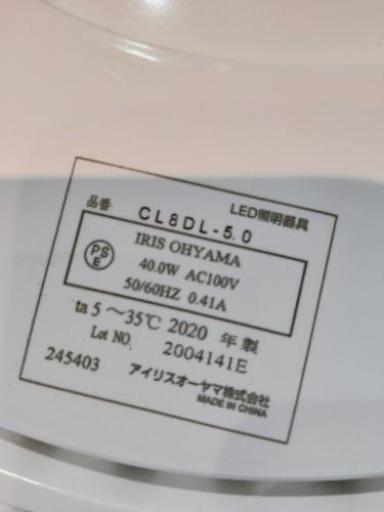 LED照明器具
品番 CL8DL-5.0
PSE
IRIS OHYAMA
40.0W AC100V
50/60HZ 0.41A
ta 5 ～35℃ 2020 年製
Lot NO. 2004141E
245403 アイリスオーヤマ株式会社
MADE IN CHINA